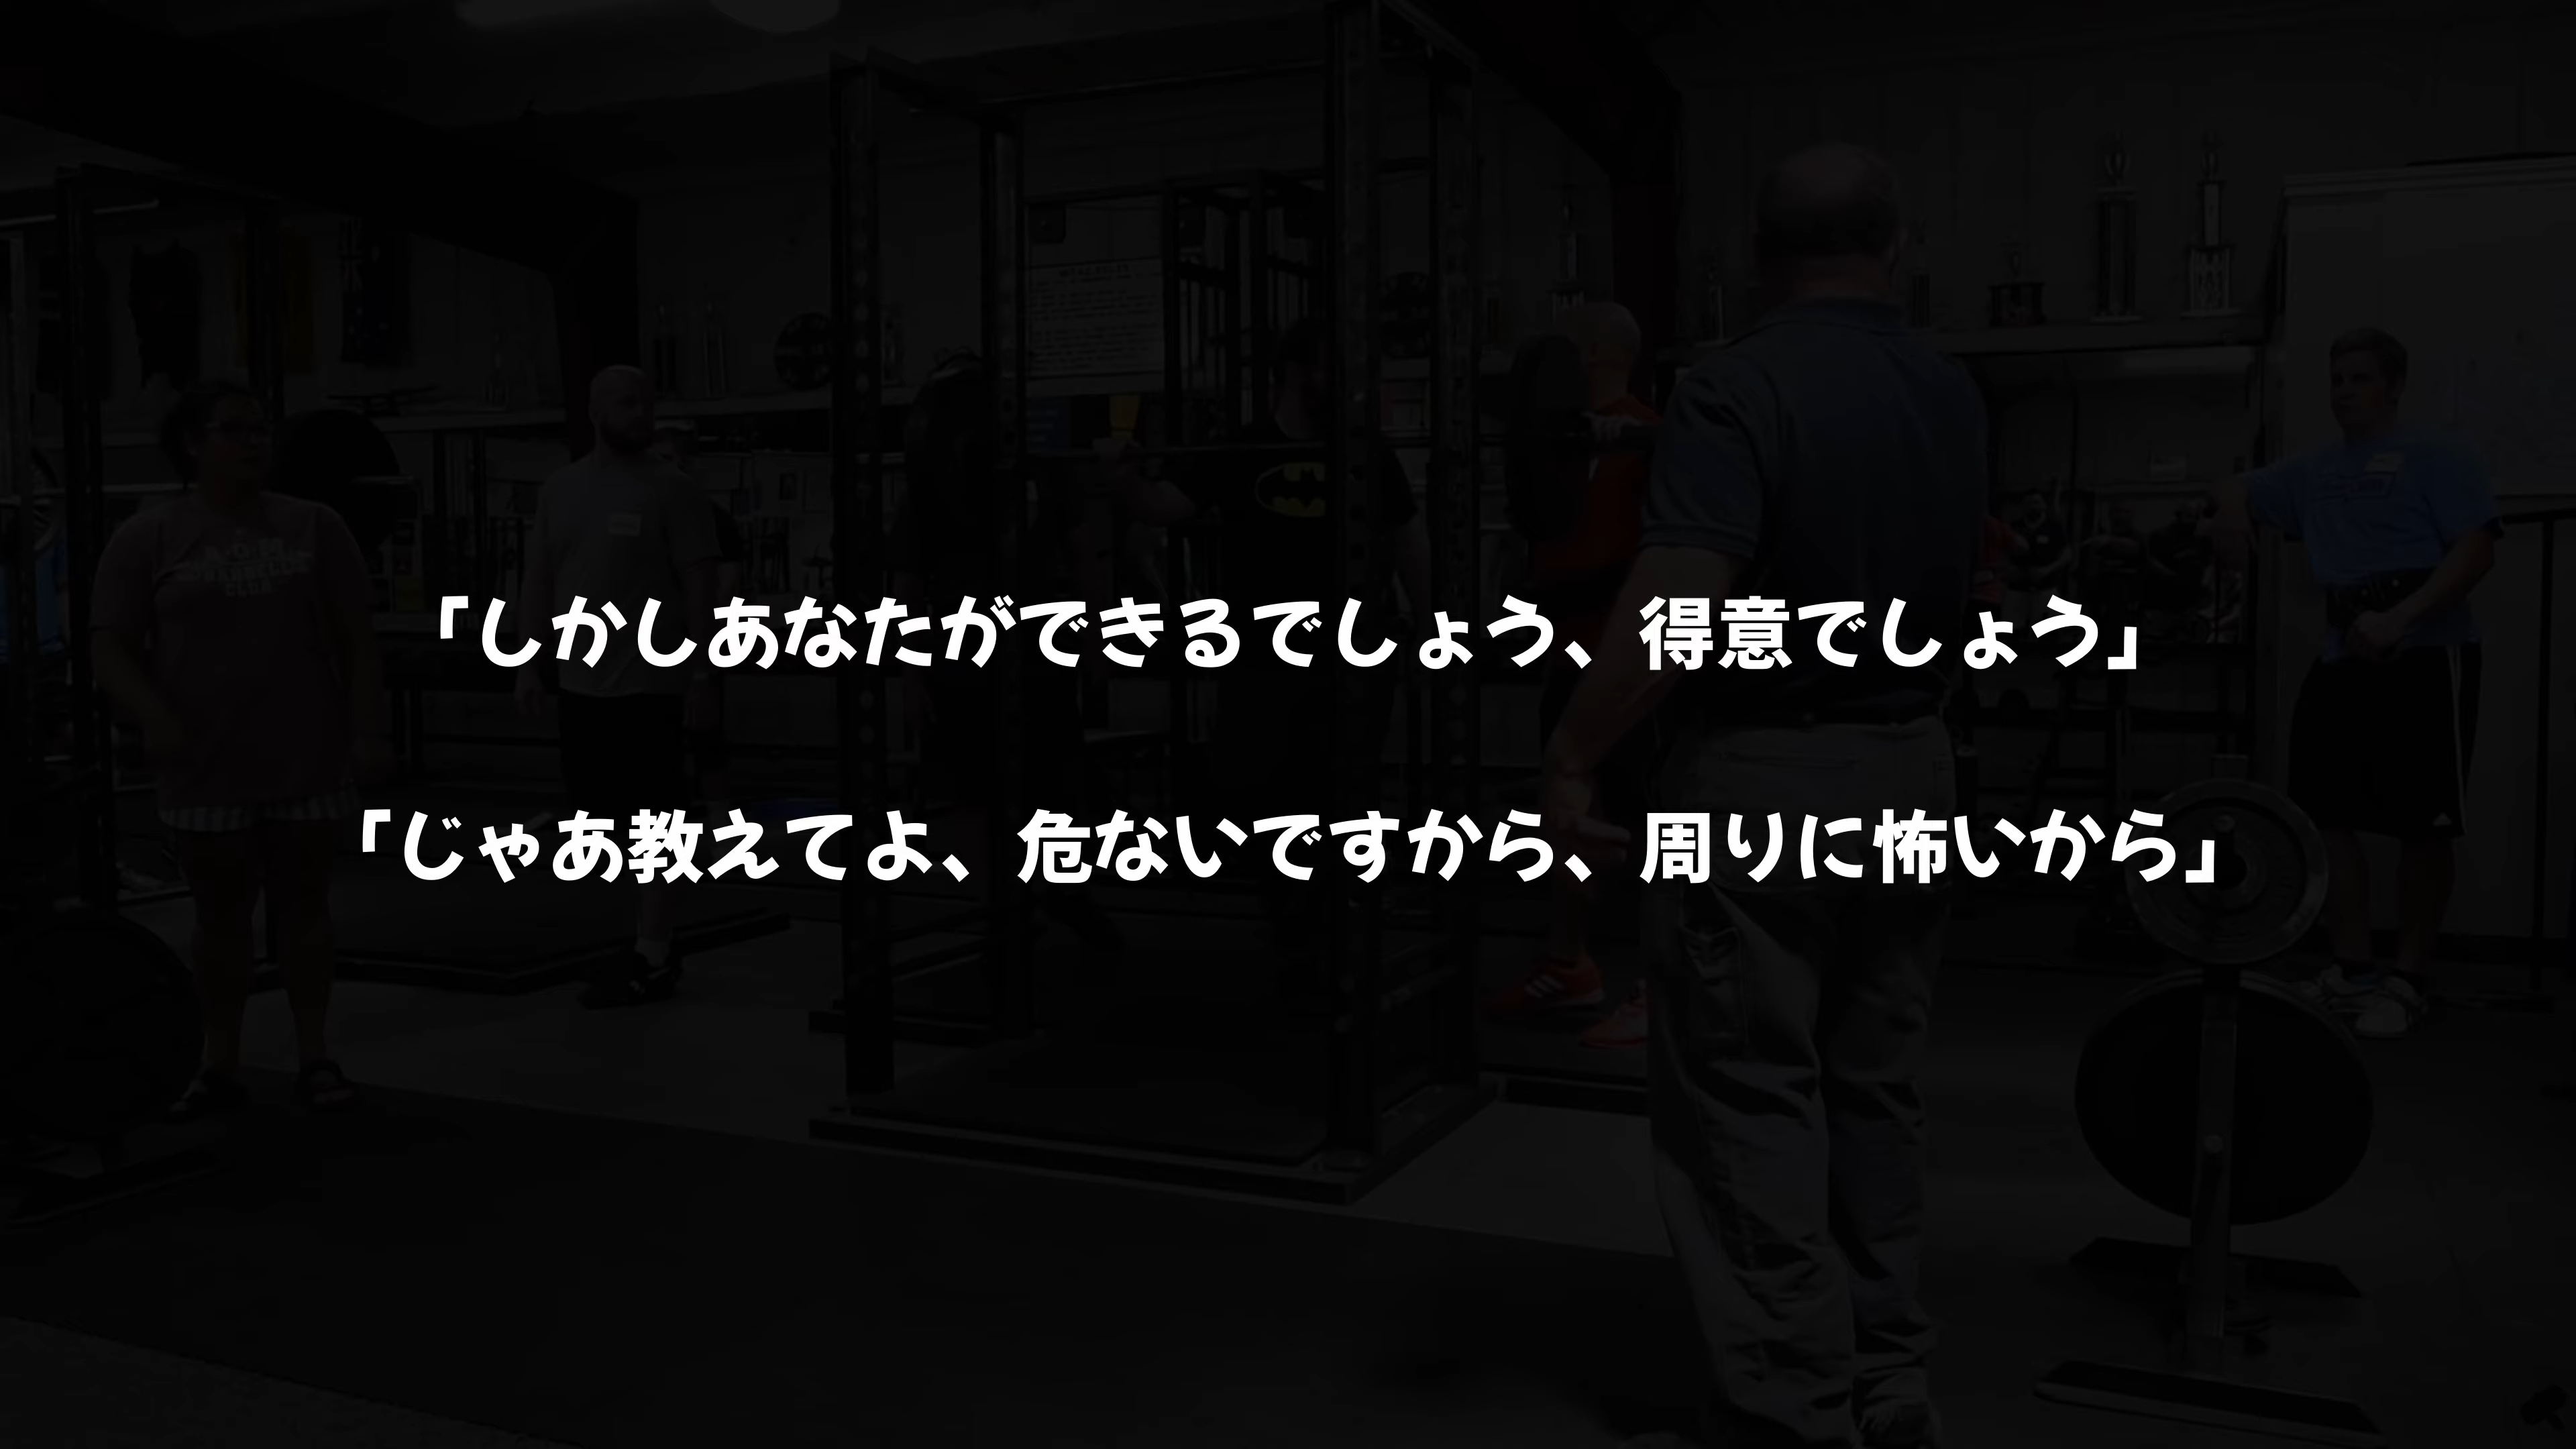 「しかしあなたができるでしょう、得意でしょう」
「じゃあ教えてよ、危ないですから、周りに怖いから」